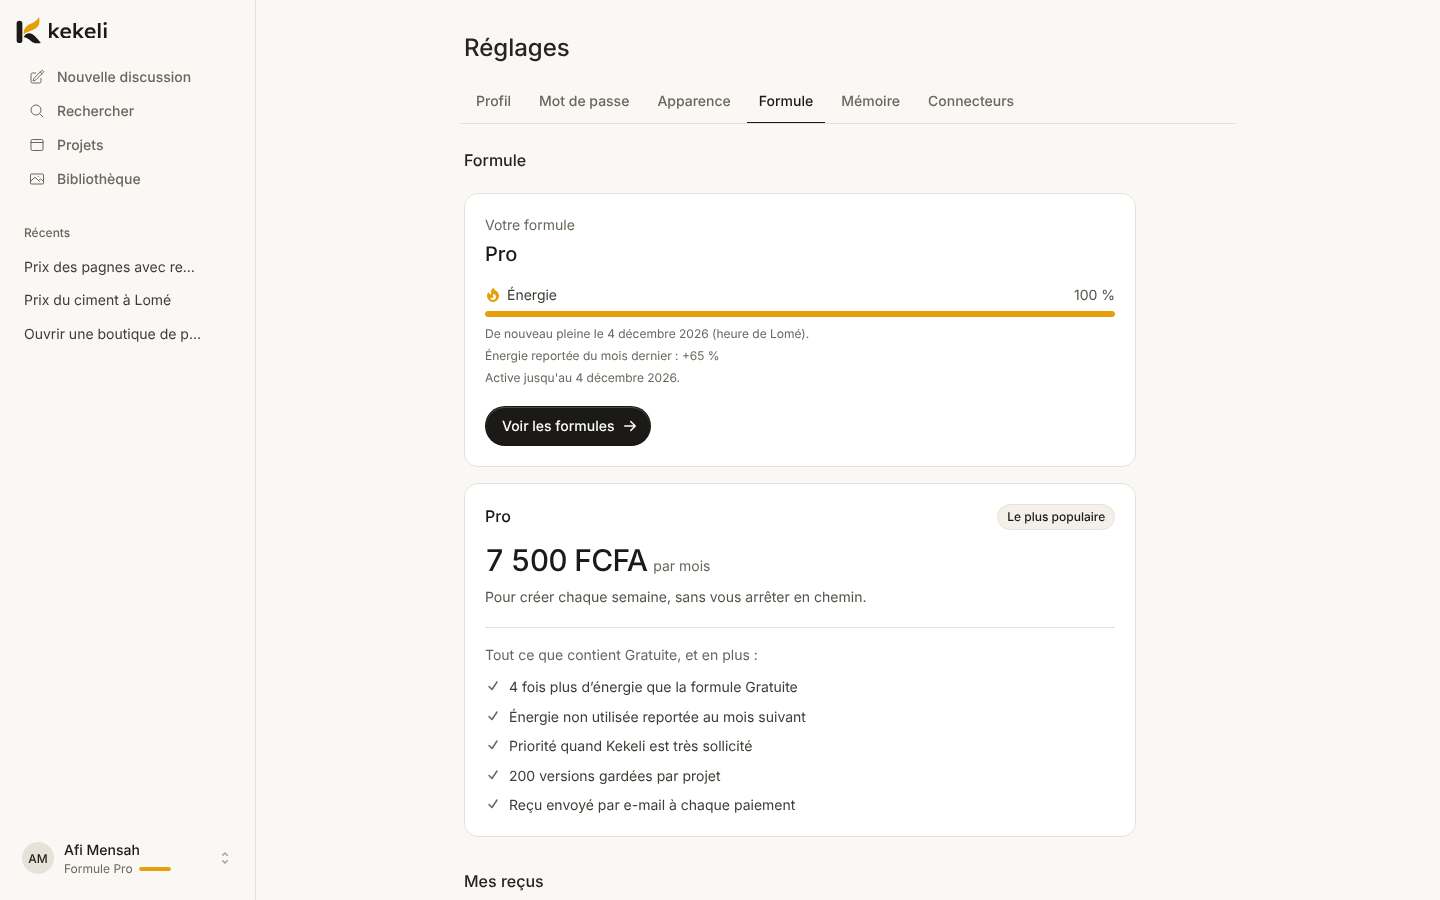 kekeli
Nouvelle discussion
Rechercher
Projets
Bibliothèque
Récents
Prix des pagnes avec re...
Prix du ciment à Lomé
Ouvrir une boutique de p...
AM
Afi Mensah
Formule Pro
Réglages
Profil
Mot de passe
Apparence
Formule
Mémoire
Connecteurs
Formule
Votre formule
Pro
Énergie
100 %
De nouveau pleine le 4 décembre 2026 (heure de Lomé).
Énergie reportée du mois dernier : +65 %
Active jusqu'au 4 décembre 2026.
Voir les formules →
Pro
Le plus populaire
7 500 FCFA par mois
Pour créer chaque semaine, sans vous arrêter en chemin.
Tout ce que contient Gratuite, et en plus :
4 fois plus d’énergie que la formule Gratuite
Énergie non utilisée reportée au mois suivant
Priorité quand Kekeli est très sollicité
200 versions gardées par projet
Reçu envoyé par e-mail à chaque paiement
Mes reçus